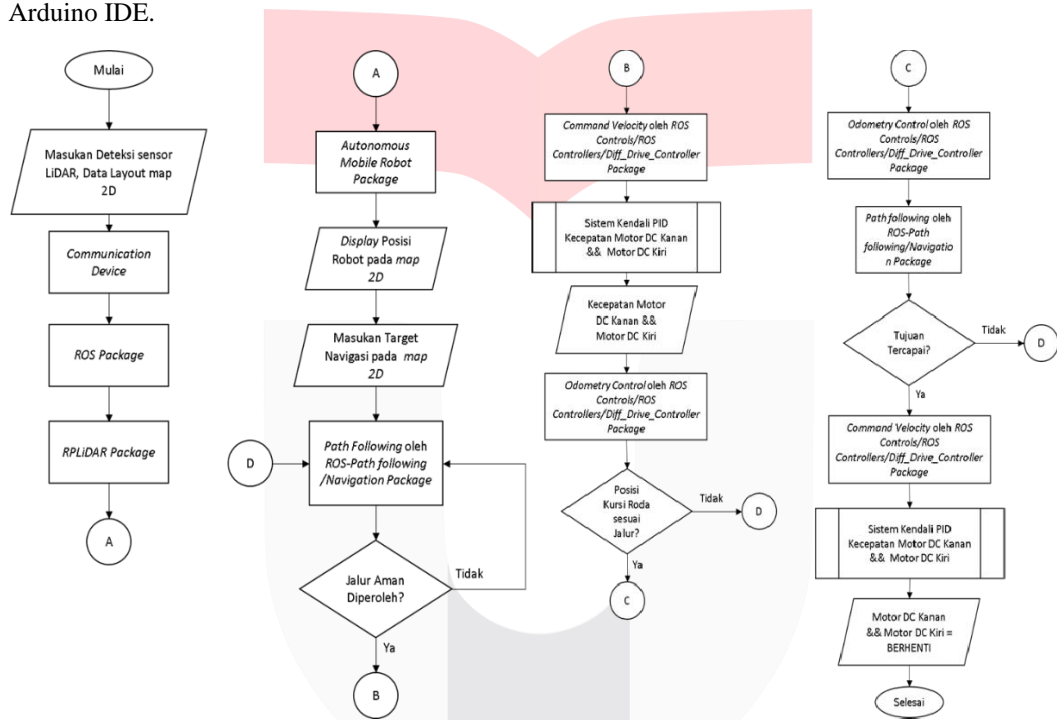 Arduino IDE.
Mulai
Masukan Deteksi sensor
LiDAR, Data Layout map
2D
Communication
Device
ROS Package
RPLiDAR Package
A
A
Autonomous
Mobile Robot
Package
Display Posisi
Robot pada map
2D
Masukan Target
Navigasi pada map
2D
D
Path Following oleh
ROS-Path following
/Navigation Package
Jalur Aman
Diperoleh?
Tidak
Ya
B
B
Command Velocity oleh ROS
Controls/ROS
Controllers/Diff_Drive_Controller
Package
Sistem Kendali PID
Kecepatan Motor DC Kanan
&& Motor DC Kiri
Kecepatan Motor
DC Kanan &&
Motor DC Kiri
Odometry Control oleh ROS
Controls/ROS
Controllers/Diff_Drive_Controller
Package
Posisi
Kursi Roda
sesuai
Jalur?
Tidak
D
Ya
C
C
Odometry Control oleh ROS
Controls/ROS
Controllers/Diff_Drive_Controller
Package
Path following oleh
ROS-Path
following/Navigatio
n Package
Tujuan
Tercapai?
Tidak
D
Ya
Command Velocity oleh ROS
Controls/ROS
Controllers/Diff_Drive_Controller
Package
Sistem Kendali PID
Kecepatan Motor DC Kanan
&& Motor DC Kiri
Motor DC Kanan
&& Motor DC Kiri =
BERHENTI
Selesai